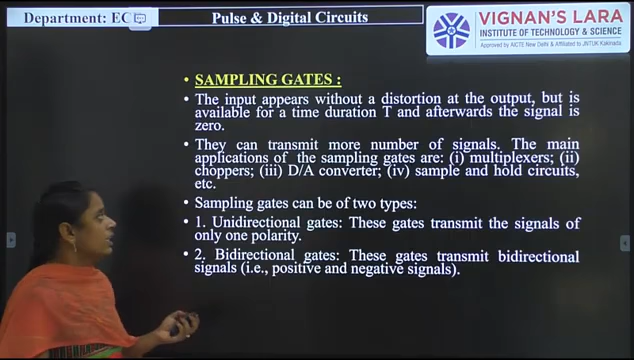 Department: EC
Pulse & Digital Circuits
VIGNAN'S LARA
INSTITUTE OF TECHNOLOGY & SCIENCE
Approved by AICTE New Delhi & Affiliated to JNTUK Kakinada
• SAMPLING GATES :
• The input appears without a distortion at the output, but is
available for a time duration T and afterwards the signal is
zero.
• They can transmit more number of signals. The main
applications of the sampling gates are: (i) multiplexers; (ii)
choppers; (iii) D/A converter; (iv) sample and hold circuits,
etc.
• Sampling gates can be of two types:
• 1. Unidirectional gates: These gates transmit the signals of
only one polarity.
• 2. Bidirectional gates: These gates transmit bidirectional
signals (i.e., positive and negative signals).